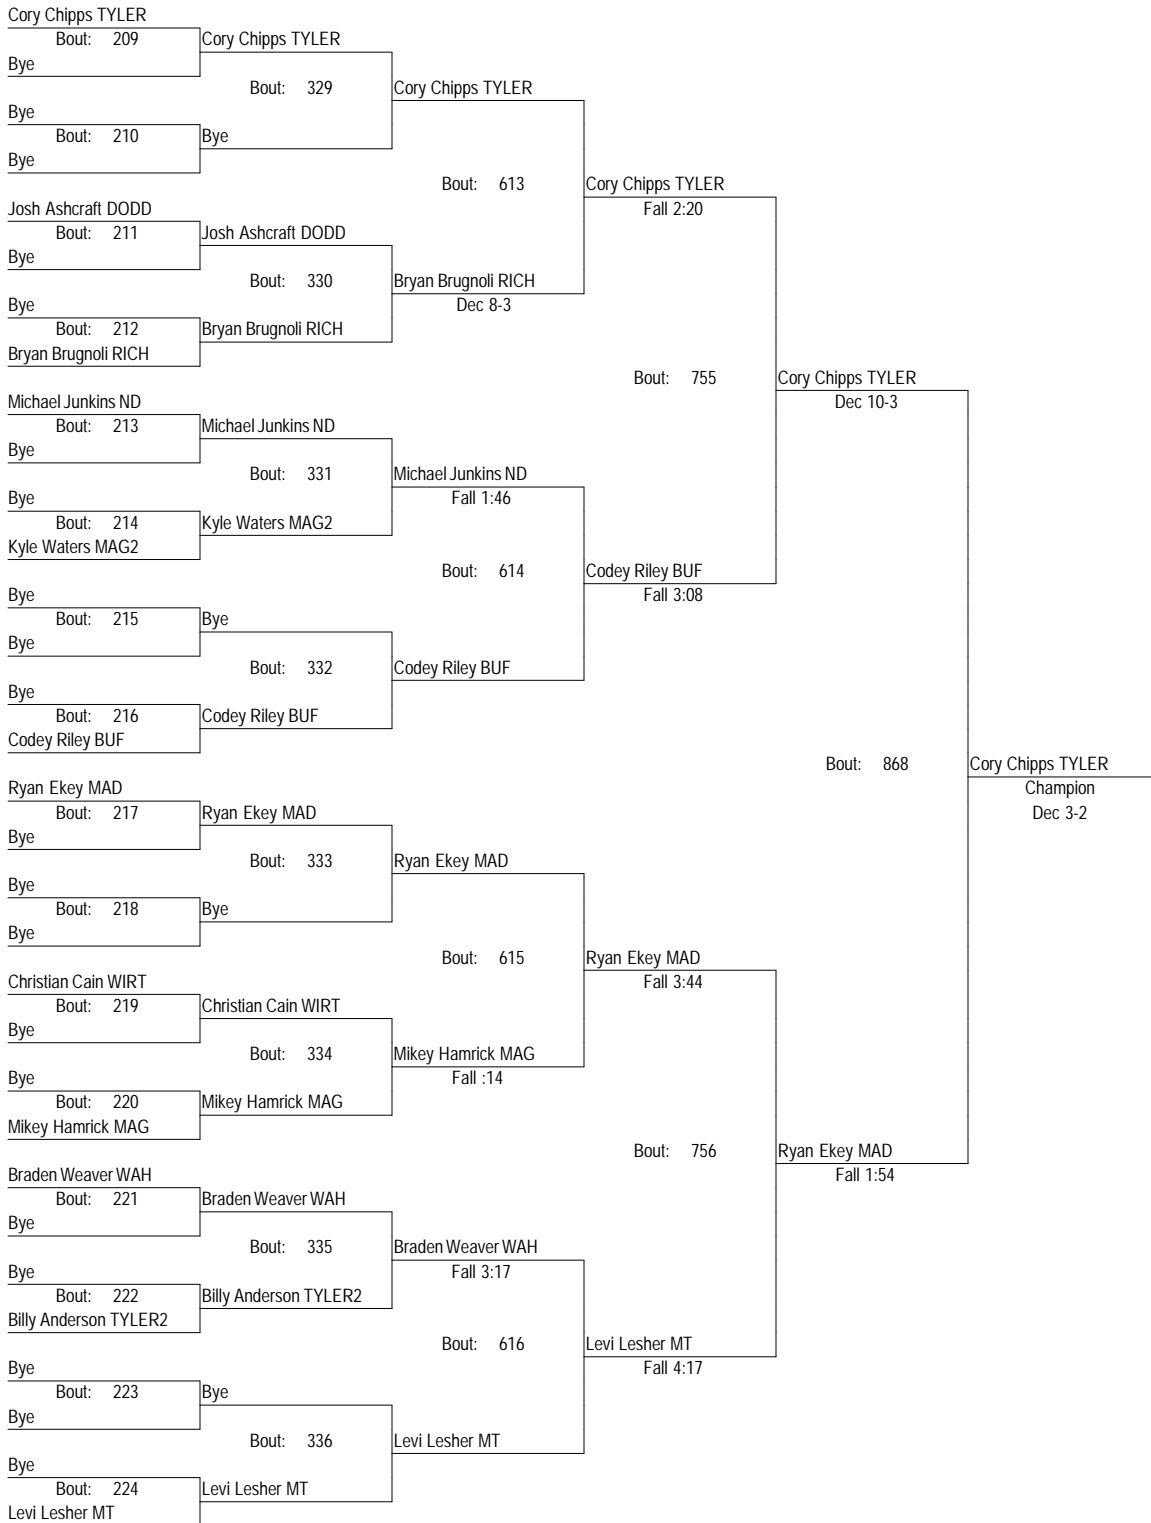 Cory Chipps TYLER
Bout: 209 Cory Chipps TYLER
Bye
Bout: 329 Cory Chipps TYLER
Bye
Bout: 210 Bye
Bye
Bout: 613 Cory Chipps TYLER
Fall 2:20
Josh Ashcraft DODD
Bout: 211 Josh Ashcraft DODD
Bye
Bout: 330 Bryan Brugnoli RICH
Dec 8-3
Bye
Bout: 212 Bryan Brugnoli RICH
Bryan Brugnoli RICH
Bout: 755 Cory Chipps TYLER
Dec 10-3
Michael Junkins ND
Bout: 213 Michael Junkins ND
Bye
Bout: 331 Michael Junkins ND
Fall 1:46
Bye
Bout: 214 Kyle Waters MAG2
Kyle Waters MAG2
Bout: 614 Codey Riley BUF
Fall 3:08
Bye
Bout: 215 Bye
Bye
Bout: 332 Codey Riley BUF
Bye
Bout: 216 Codey Riley BUF
Codey Riley BUF
Bout: 868 Cory Chipps TYLER
Champion
Dec 3-2
Ryan Ekey MAD
Bout: 217 Ryan Ekey MAD
Bye
Bout: 333 Ryan Ekey MAD
Bye
Bout: 218 Bye
Bye
Bout: 615 Ryan Ekey MAD
Fall 3:44
Christian Cain WIRT
Bout: 219 Christian Cain WIRT
Bye
Bout: 334 Mikey Hamrick MAG
Fall :14
Bye
Bout: 220 Mikey Hamrick MAG
Mikey Hamrick MAG
Bout: 756 Ryan Ekey MAD
Fall 1:54
Braden Weaver WAH
Bout: 221 Braden Weaver WAH
Bye
Bout: 335 Braden Weaver WAH
Fall 3:17
Bye
Bout: 222 Billy Anderson TYLER2
Billy Anderson TYLER2
Bout: 616 Levi Lesher MT
Fall 4:17
Bye
Bout: 223 Bye
Bye
Bout: 336 Levi Lesher MT
Bye
Bout: 224 Levi Lesher MT
Levi Lesher MT